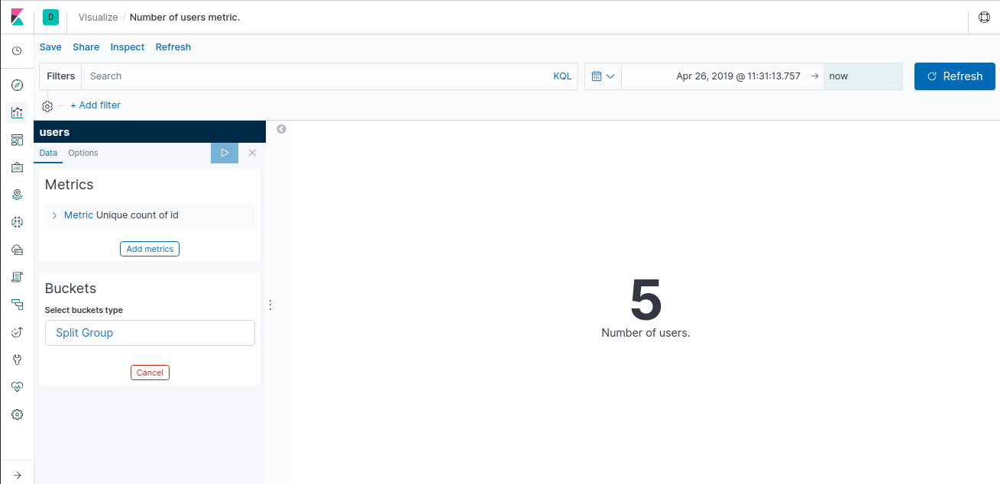 D Visualize / Number of users metric.
Save Share Inspect Refresh
Filters Search KQL Apr 26, 2019 @ 11:31:13.757 → now Refresh
+ Add filter
users
Data Options
Metrics
Metric Unique count of id
Add metrics
Buckets
Select buckets type
Split Group
Cancel
5
Number of users.